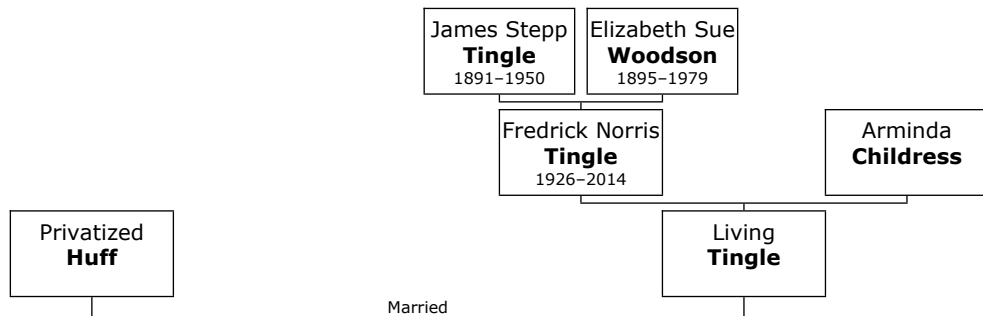 James Stepp
Tingle
1891–1950
Elizabeth Sue
Woodson
1895–1979
Fredrick Norris
Tingle
1926–2014
Arminda
Childress
Privatized
Huff
Living
Tingle
Married